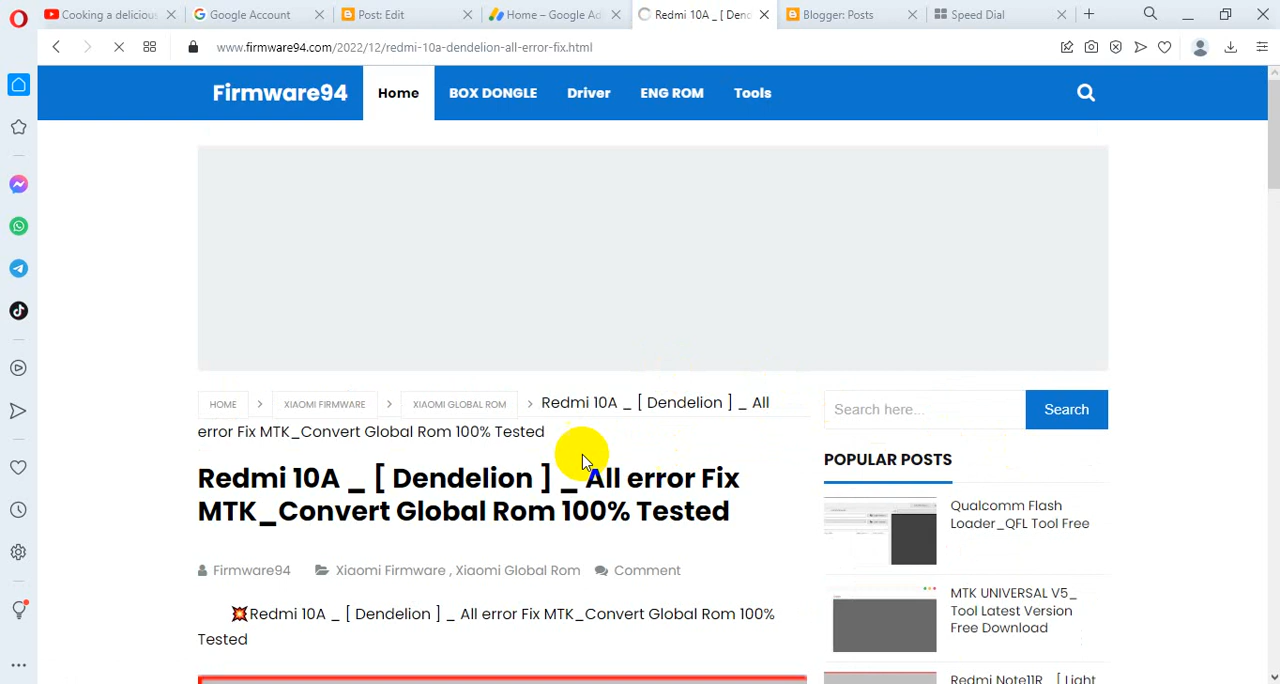 Cooking a delicious
Google Account
Post: Edit
Home – Google Ad
Redmi 10A _ [ Denc
Blogger: Posts
Speed Dial
www.firmware94.com/2022/12/redmi-10a-dendelion-all-error-fix.html
Firmware94
Home
BOX DONGLE
Driver
ENG ROM
Tools
HOME
XIAOMI FIRMWARE
XIAOMI GLOBAL ROM
Redmi 10A _ [ Dendelion ] _ All
error Fix MTK_Convert Global Rom 100% Tested
Search here...
Search
Redmi 10A _ [ Dendelion ] _ All error Fix
MTK_Convert Global Rom 100% Tested
Firmware94
Xiaomi Firmware , Xiaomi Global Rom
Comment
💥Redmi 10A _ [ Dendelion ] _ All error Fix MTK_Convert Global Rom 100%
Tested
POPULAR POSTS
Qualcomm Flash
Loader_QFL Tool Free
MTK UNIVERSAL V5_
Tool Latest Version
Free Download
Redmi Note11R _ [ Light